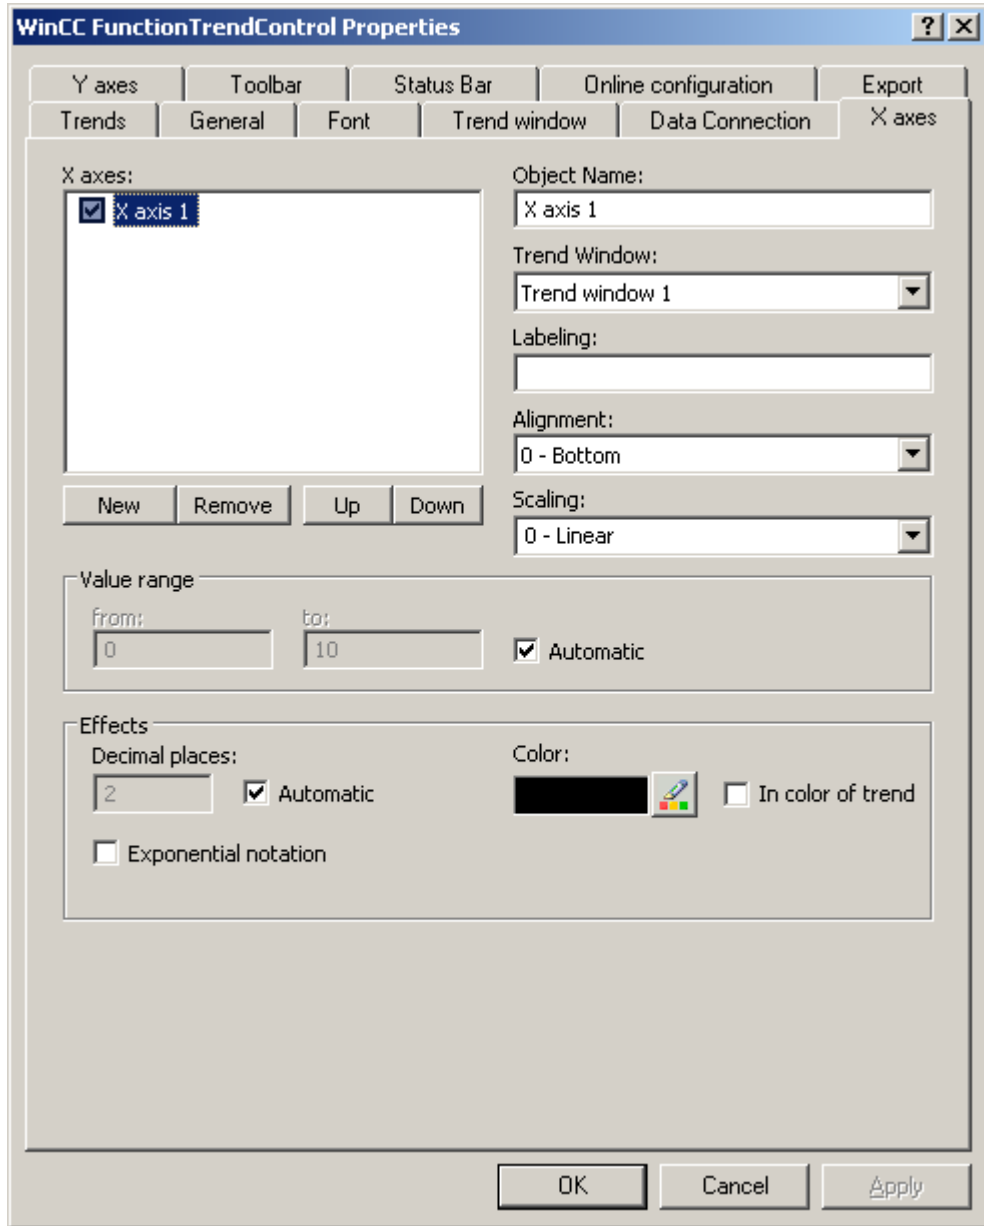 WinCC FunctionTrendControl Properties
Y axes Toolbar Status Bar Online configuration Export
Trends General Font Trend window Data Connection X axes
X axes:
X axis 1
New Remove Up Down
Object Name:
X axis 1
Trend Window:
Trend window 1
Labeling:
Alignment:
0 - Bottom
Scaling:
0 - Linear
Value range
from: to:
0 10 Automatic
Effects
Decimal places: Color:
2 Automatic In color of trend
Exponential notation
OK Cancel Apply